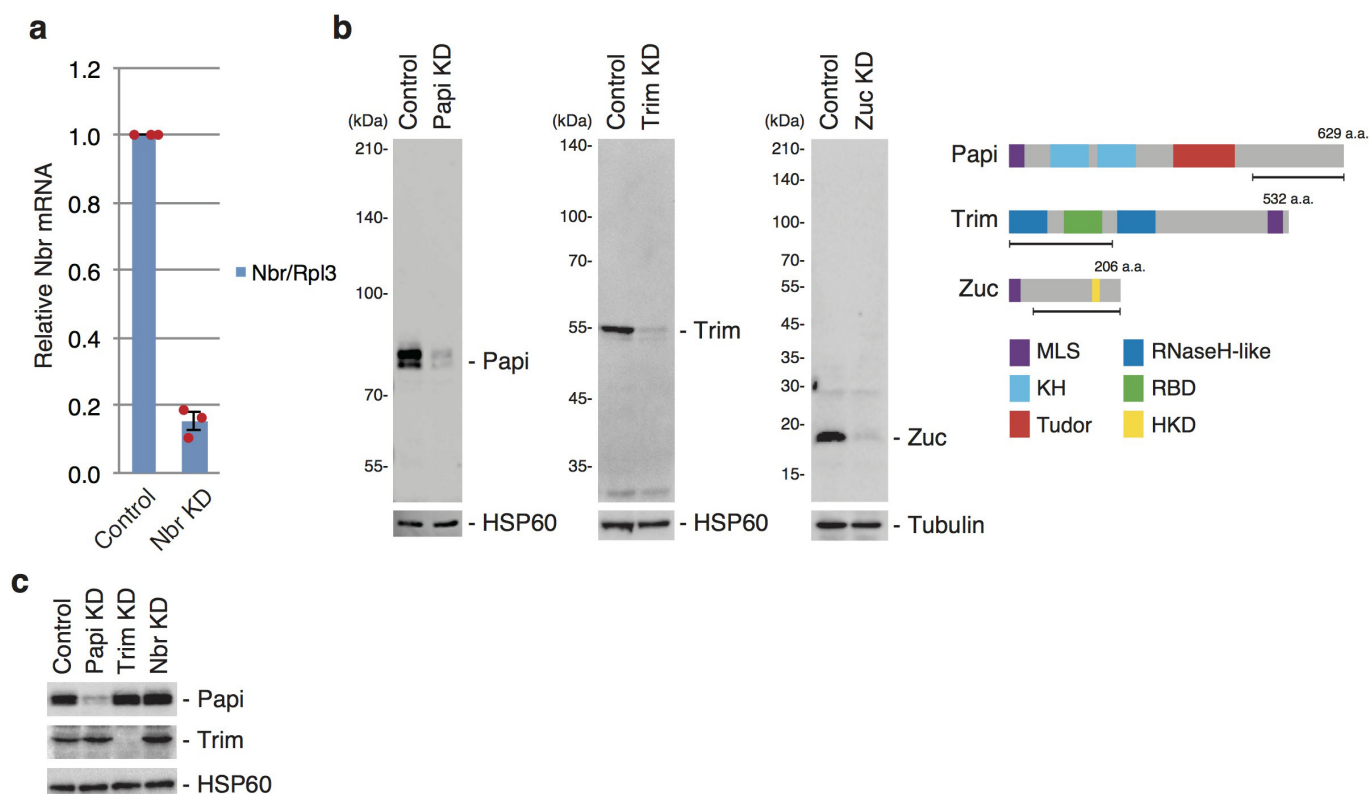 a
1.2
1.0
0.8
0.6
0.4
0.2
0.0
Relative Nbr mRNA
Control
Nbr KD
Nbr/Rpl3
b
Control
Papi KD
(kDa)
210-
140-
100-
70-
55-
- Papi
- HSP60
Control
Trim KD
(kDa)
140-
100-
70-
55-
45-
35-
- Trim
- HSP60
Control
Zuc KD
(kDa)
210-
140-
100-
70-
55-
45-
35-
30-
20-
15-
- Zuc
- Tubulin
629 a.a.
Papi
532 a.a.
Trim
206 a.a.
Zuc
MLS
RNaseH-like
KH
RBD
Tudor
HKD
c
Control
Papi KD
Trim KD
Nbr KD
- Papi
- Trim
- HSP60